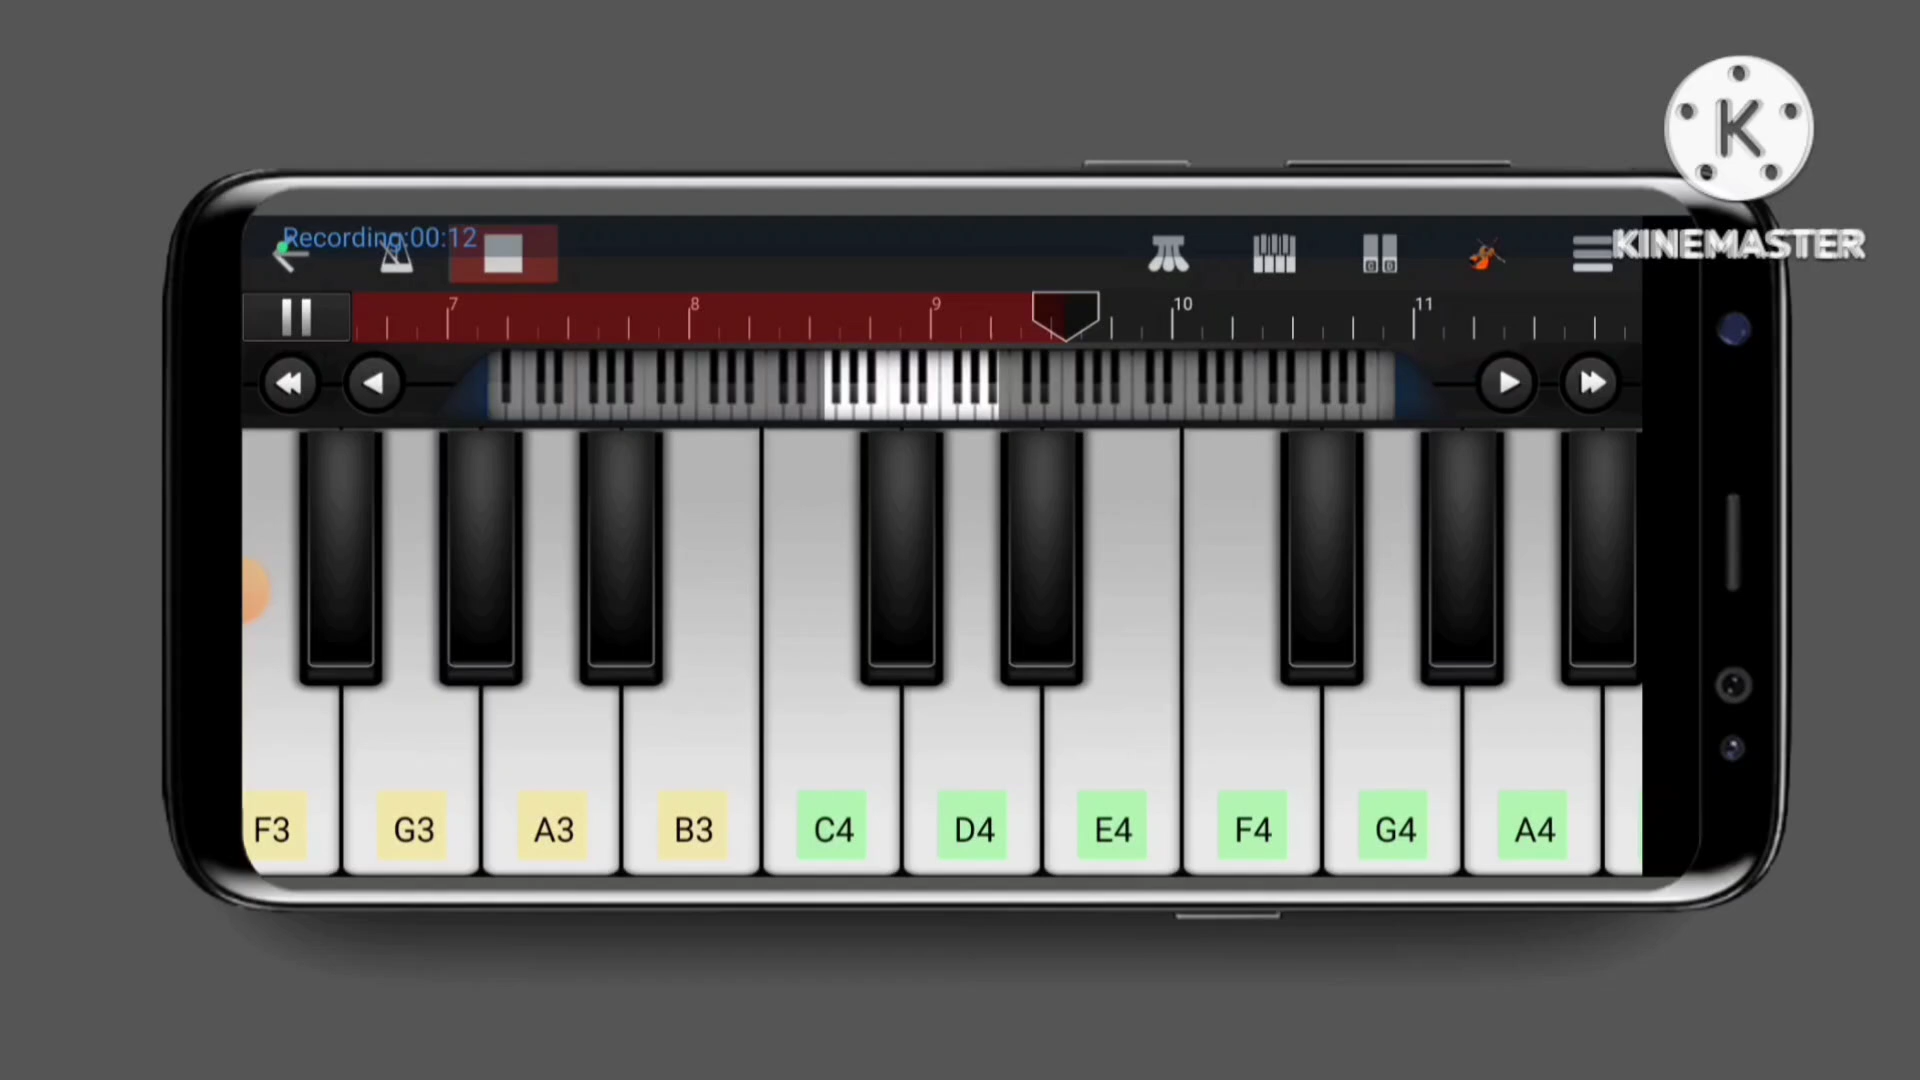 K
KINEMASTER
Recording:00:12
7 8 9 10 11
F3 G3 A3 B3 C4 D4 E4 F4 G4 A4